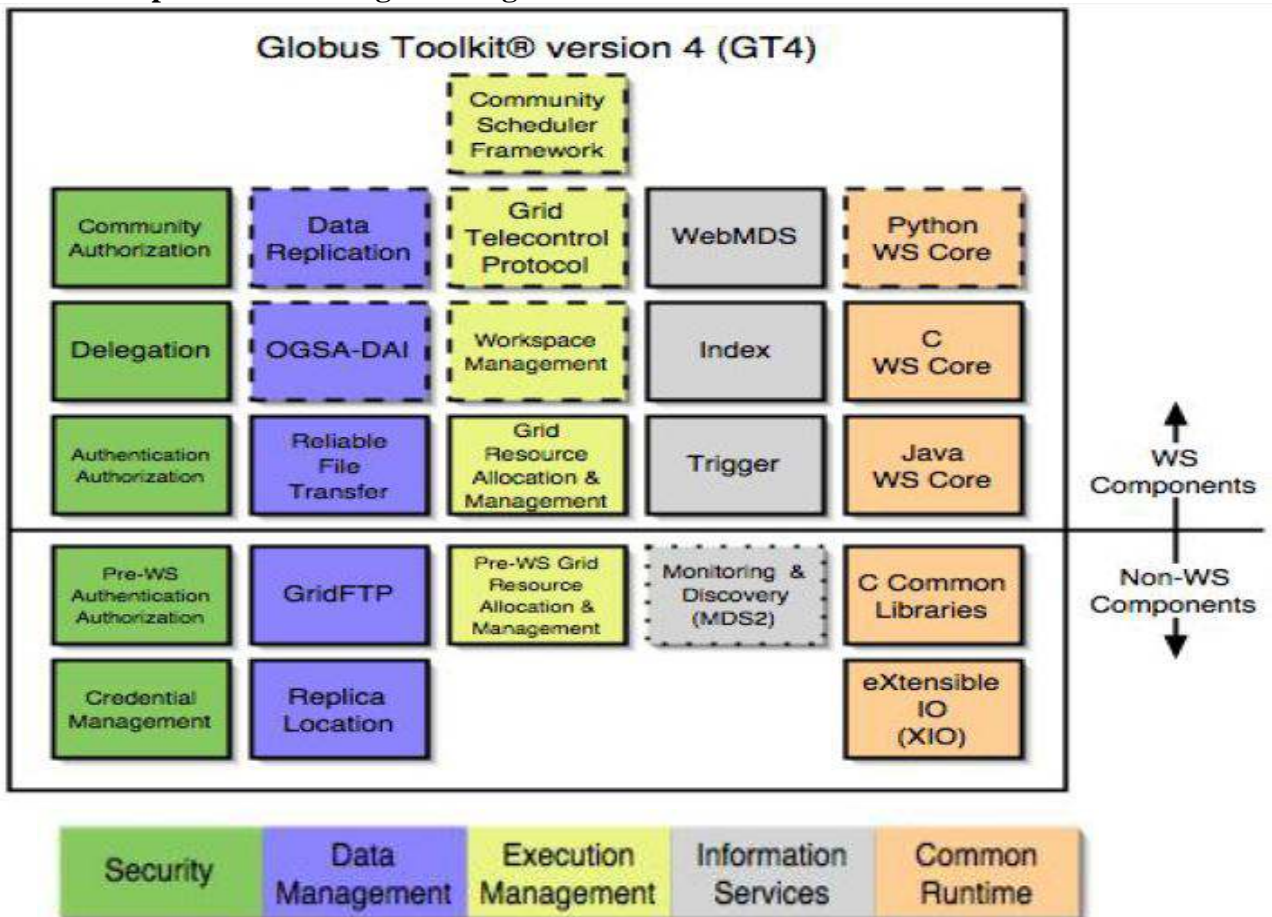 Globus Toolkit® version 4 (GT4)
Community
Scheduler
Framework
Community
Authorization
Data
Replication
Grid
Telecontrol
Protocol
WebMDS
Python
WS Core
Delegation
OGSA-DAI
Workspace
Management
Index
C
WS Core
Authentication
Authorization
Reliable
File
Transfer
Grid
Resource
Allocation &
Management
Trigger
Java
WS Core
WS
Components
Pre-WS
Authentication
Authorization
GridFTP
Pre-WS Grid
Resource
Allocation &
Management
Monitoring &
Discovery
(MDS2)
C Common
Libraries
Non-WS
Components
Credential
Management
Replica
Location
eXtensible
IO
(XIO)
Security
Data
Management
Execution
Management
Information
Services
Common
Runtime